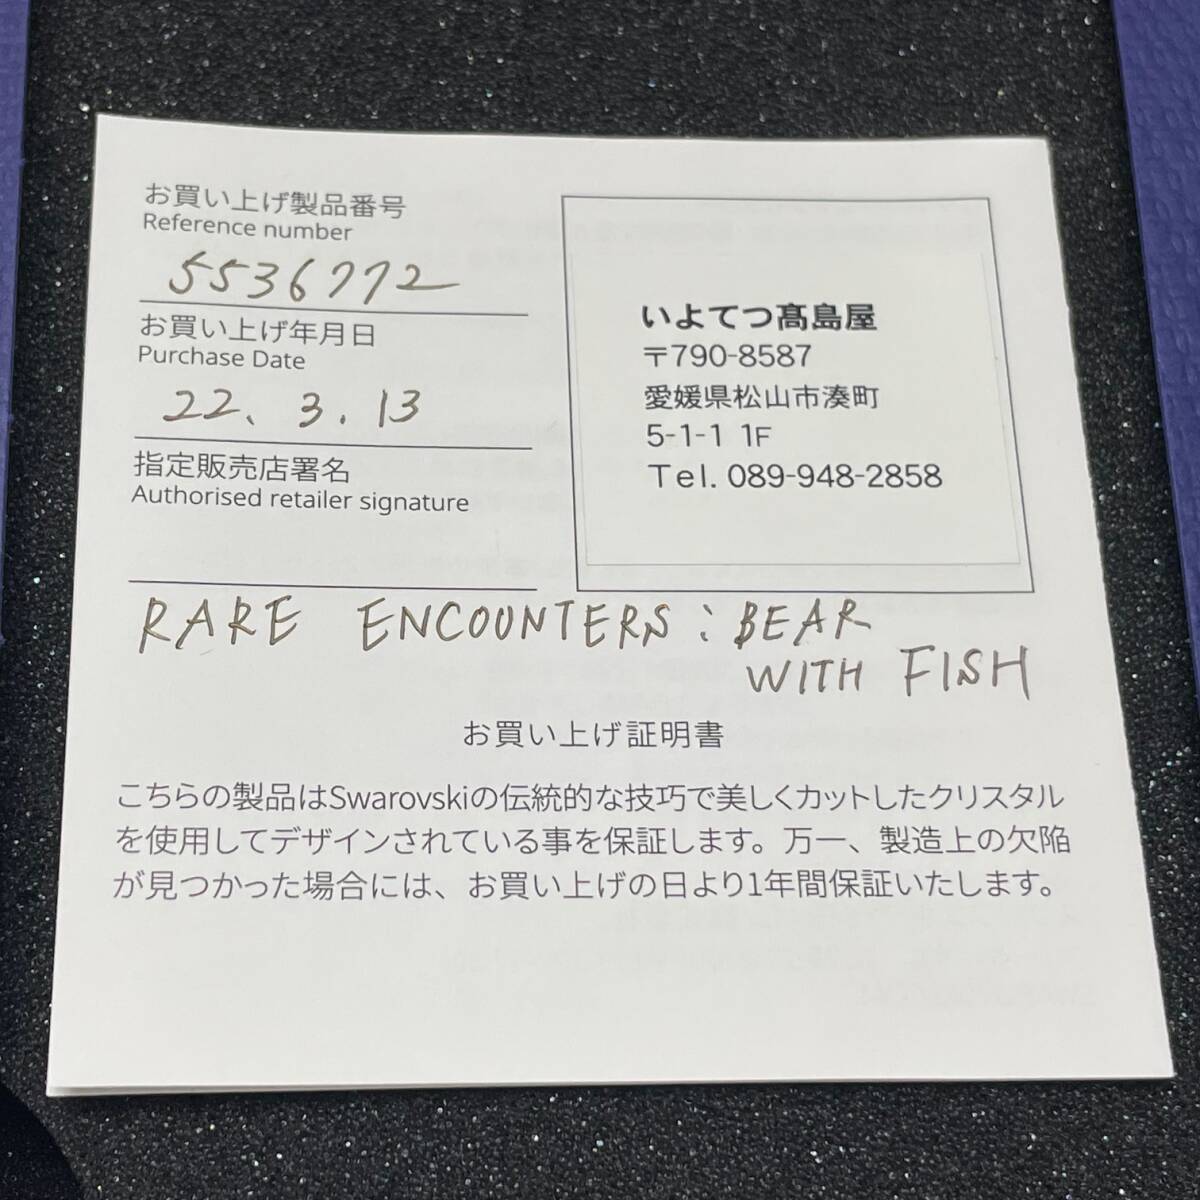 お買い上げ製品番号
Reference number
5536772
お買い上げ年月日
Purchase Date
22、3.13
指定販売店署名
Authorised retailer signature
いよてつ髙島屋
〒790-8587
愛媛県松山市湊町
5-1-1 1F
Tel. 089-948-2858
RARE ENCOUNTERS: BEAR
WITH FISH
お買い上げ証明書
こちらの製品はSwarovskiの伝統的な技巧で美しくカットしたクリスタル
を使用してデザインされている事を保証します。万一、製造上の欠陥
が見つかった場合には、お買い上げの日より1年間保証いたします。